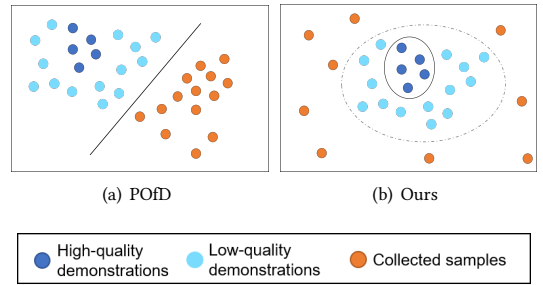 (a) POfD
(b) Ours
High-quality
demonstrations
Low-quality
demonstrations
Collected samples